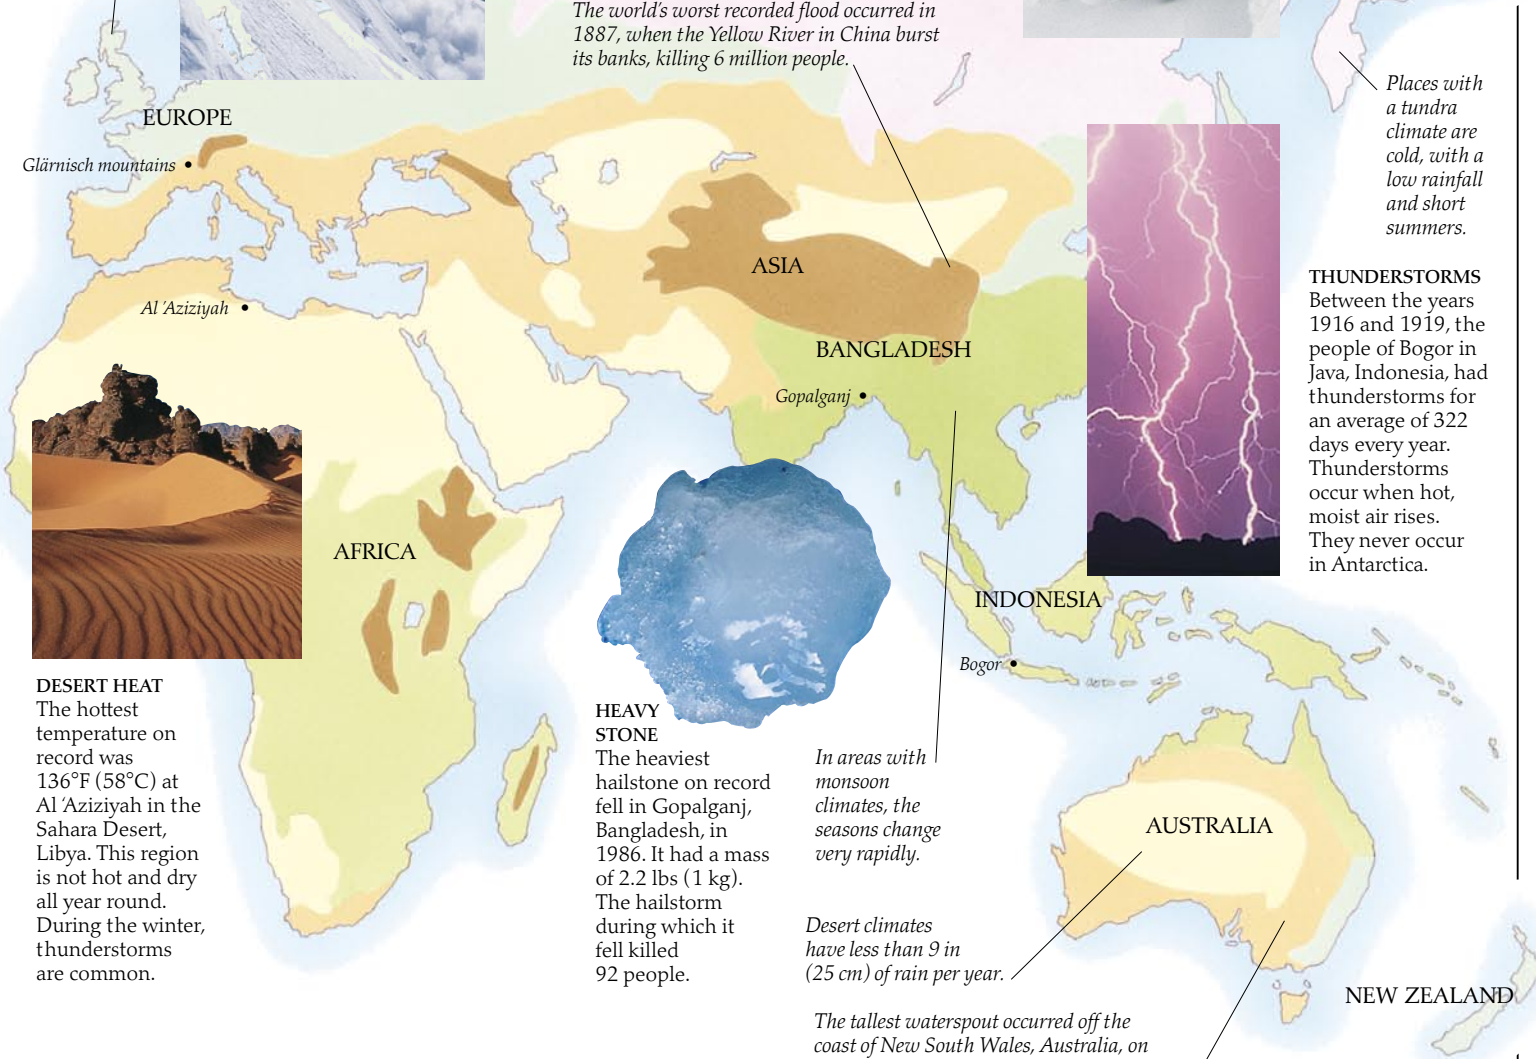 The world's worst recorded flood occurred in
1887, when the Yellow River in China burst
its banks, killing 6 million people.
Places with
a tundra
climate are
cold, with a
low rainfall
and short
summers.
EUROPE
Glärnisch mountains
ASIA
Al ‘Aziziyah
BANGLADESH
Gopalganj
THUNDERSTORMS
Between the years
1916 and 1919, the
people of Bogor in
Java, Indonesia, had
thunderstorms for
an average of 322
days every year.
Thunderstorms
occur when hot,
moist air rises.
They never occur
in Antarctica.
AFRICA
INDONESIA
Bogor
DESERT HEAT
The hottest
temperature on
record was
136°F (58°C) at
Al ‘Aziziyah in the
Sahara Desert,
Libya. This region
is not hot and dry
all year round.
During the winter,
thunderstorms
are common.
HEAVY
STONE
The heaviest
hailstone on record
fell in Gopalganj,
Bangladesh, in
1986. It had a mass
of 2.2 lbs (1 kg).
The hailstorm
during which it
fell killed
92 people.
In areas with
monsoon
climates, the
seasons change
very rapidly.
AUSTRALIA
Desert climates
have less than 9 in
(25 cm) of rain per year.
NEW ZEALAND
The tallest waterspout occurred off the
coast of New South Wales, Australia, on